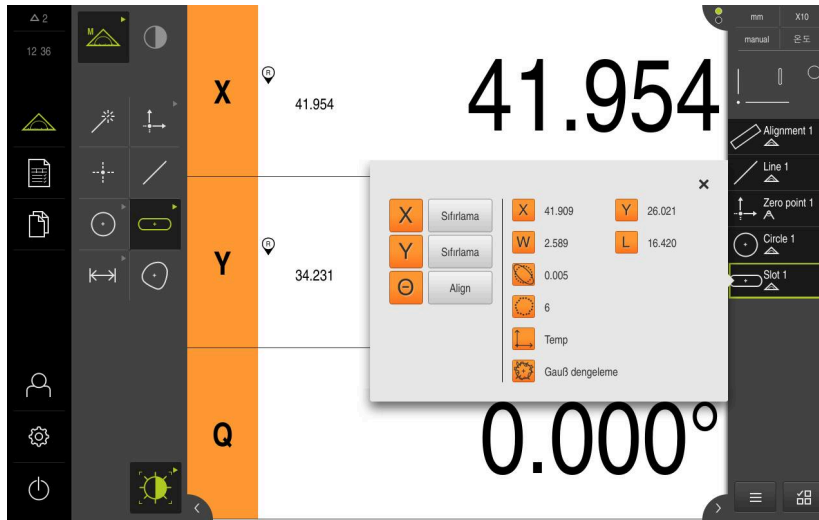 2
12 36
M
X
R
41.954
41.954
Y
R
34.231
Q
0.000°
X Sıfırlama
Y Sıfırlama
Θ Align
X 41.909 Y 26.021
W 2.589 L 16.420
0.005
6
Temp
Gauß dengeleme
mm X10
manual 온도
Alignment 1
Line 1
Zero point 1
Circle 1
Slot 1